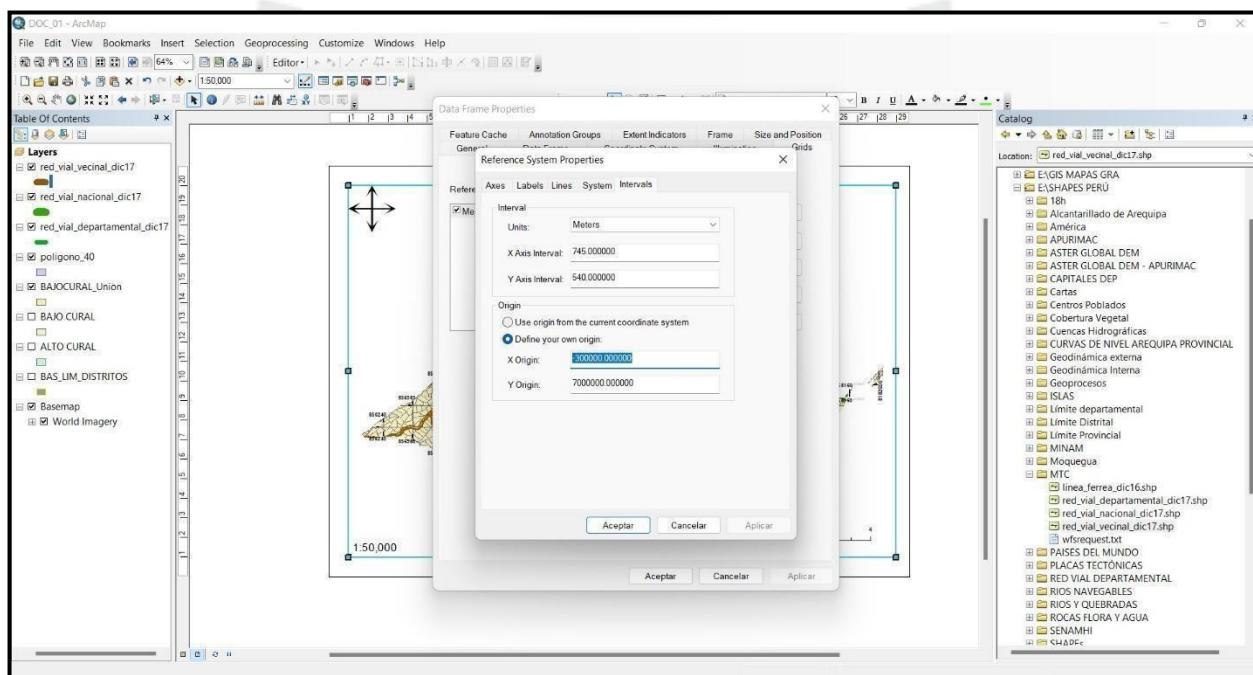 DOC_01 - ArcMap
File Edit View Bookmarks Insert Selection Geoprocessing Customize Windows Help
64%
Editor
1:50,000
B I U A
Table Of Contents
Layers
red_vial_vecinal_dic17
red_vial_nacional_dic17
red_vial_departamental_dic17
poligono_40
BAJOCURAL_Union
BAJO CURAL
ALTO CURAL
BAS_LIM_DISTRITOS
Basemap
World Imagery
Data Frame Properties
Feature Cache Annotation Groups Extent Indicators Frame Size and Position
Grids
Reference System Properties
Axes Labels Lines System Intervals
Interval
Units: Meters
X Axis Interval: 745.000000
Y Axis Interval: 540.000000
Origin
Use origin from the current coordinate system
Define your own origin:
X Origin: -300000.000000
Y Origin: 7000000.000000
Aceptar Cancelar Aplicar
Aceptar Cancelar Aplicar
1:50,000
26 27 28 29
Catalog
Location: red_vial_vecinal_dic17.shp
E:\GIS MAPAS GRA
E:\SHAPES PERÚ
18h
Alcantarillado de Arequipa
América
APURIMAC
ASTER GLOBAL DEM
ASTER GLOBAL DEM - APURIMAC
CAPITALES DEP
Cartas
Centros Poblados
Cobertura Vegetal
Cuencas Hidrográficas
CURVAS DE NIVEL AREQUIPA PROVINCIAL
Geodinámica externa
Geodinámica Interna
Geoprocesos
ISLAS
Límite departamental
Límite Distrital
Límite Provincial
MINAM
Moquegua
MTC
linea_ferrea_dic16.shp
red_vial_departamental_dic17.shp
red_vial_nacional_dic17.shp
red_vial_vecinal_dic17.shp
wfsrequest.txt
PAISES DEL MUNDO
PLACAS TECTÓNICAS
RED VIAL DEPARTAMENTAL
RIOS NAVEGABLES
RIOS Y QUEBRADAS
ROCAS FLORA Y AGUA
SENAMHI
SHAPEs